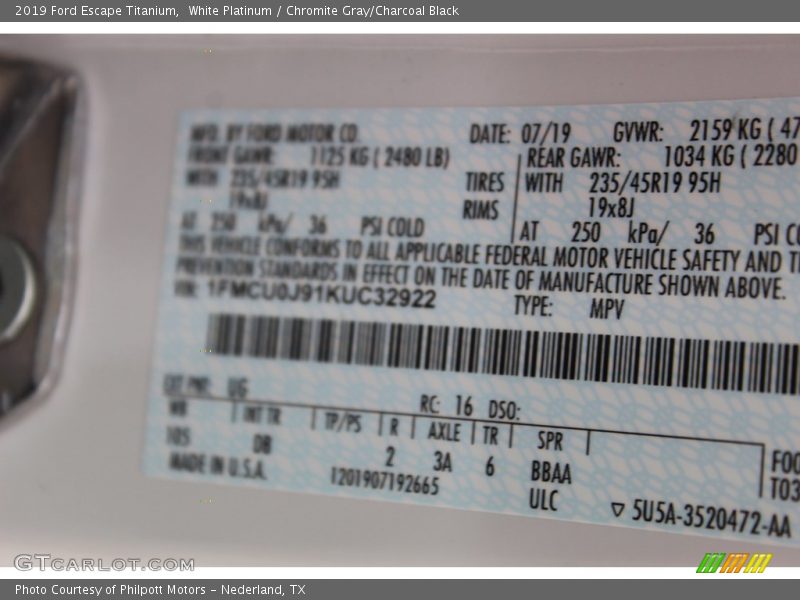 2019 Ford Escape Titanium, White Platinum / Chromite Gray/Charcoal Black
MFD. BY FORD MOTOR CO. DATE: 07/19 GVWR: 2159 KG ( 47
FRONT GAWR: 1125 KG ( 2480 LB) REAR GAWR: 1034 KG ( 2280
WITH 235/45R19 95H TIRES WITH 235/45R19 95H
19x8J RIMS 19x8J
AT 250 kPa/ 36 PSI COLD AT 250 kPa/ 36 PSI CO
THIS VEHICLE CONFORMS TO ALL APPLICABLE FEDERAL MOTOR VEHICLE SAFETY AND T
PREVENTION STANDARDS IN EFFECT ON THE DATE OF MANUFACTURE SHOWN ABOVE.
VIN: 1FMCU0J91KUC32922 TYPE: MPV
EXT PNT: UG RC: 16 DSO:
WB INT TR TP/PS R AXLE TR SPR
105 DB 2 3A 6 BBAA F00
MADE IN U.S.A. 1201907192665 ULC T03
▽ 5U5A-3520472-AA
GTCARLOT.COM
Photo Courtesy of Philpott Motors - Nederland, TX